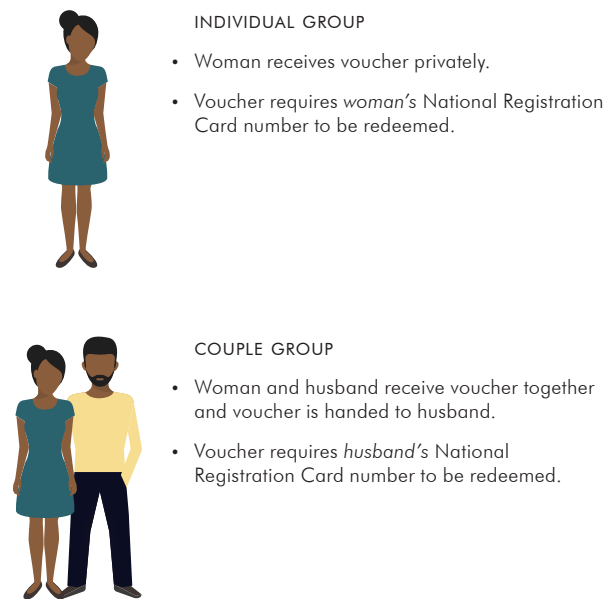 INDIVIDUAL GROUP
• Woman receives voucher privately.
• Voucher requires woman’s National Registration
Card number to be redeemed.
COUPLE GROUP
• Woman and husband receive voucher together
and voucher is handed to husband.
• Voucher requires husband’s National
Registration Card number to be redeemed.